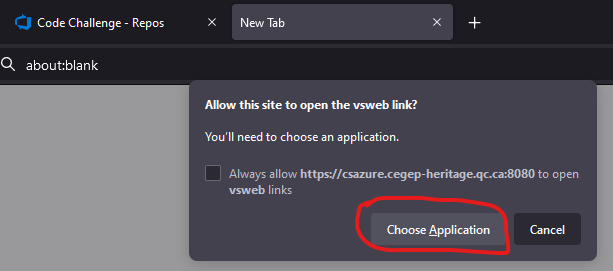 Code Challenge - Repos
New Tab
about:blank
Allow this site to open the vsweb link?
You'll need to choose an application.
Always allow https://csazure.cegep-heritage.qc.ca:8080 to open
vsweb links
Choose Application
Cancel